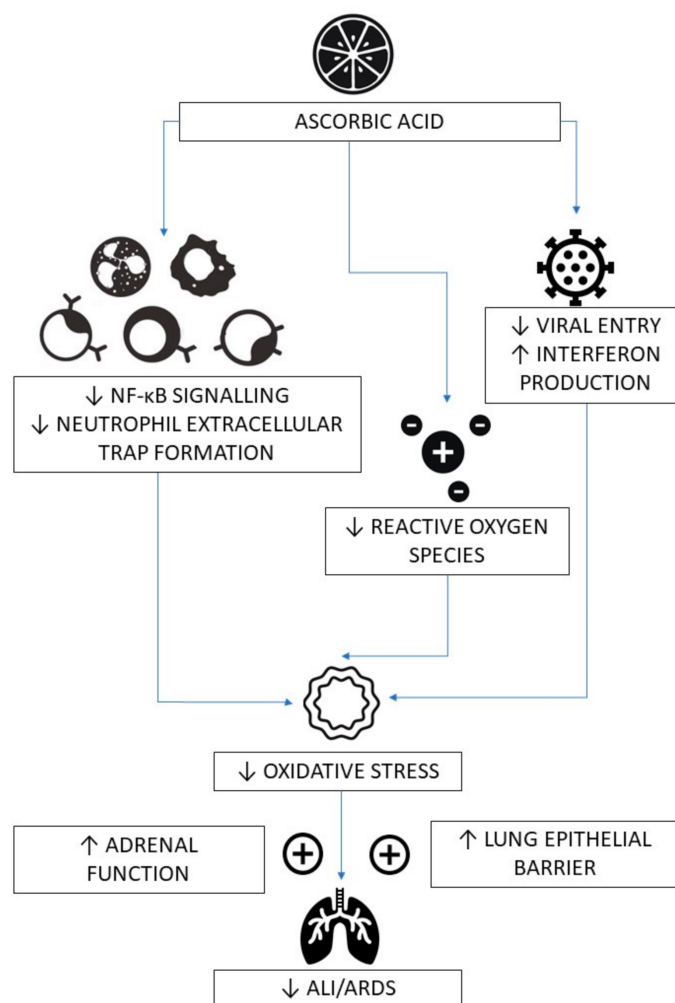 ASCORBIC ACID
↓ VIRAL ENTRY
↑ INTERFERON
PRODUCTION
↓ NF-κB SIGNALLING
↓ NEUTROPHIL EXTRACELLULAR
TRAP FORMATION
↓ REACTIVE OXYGEN
SPECIES
↓ OXIDATIVE STRESS
↑ ADRENAL
FUNCTION
↑ LUNG EPITHELIAL
BARRIER
↓ ALI/ARDS